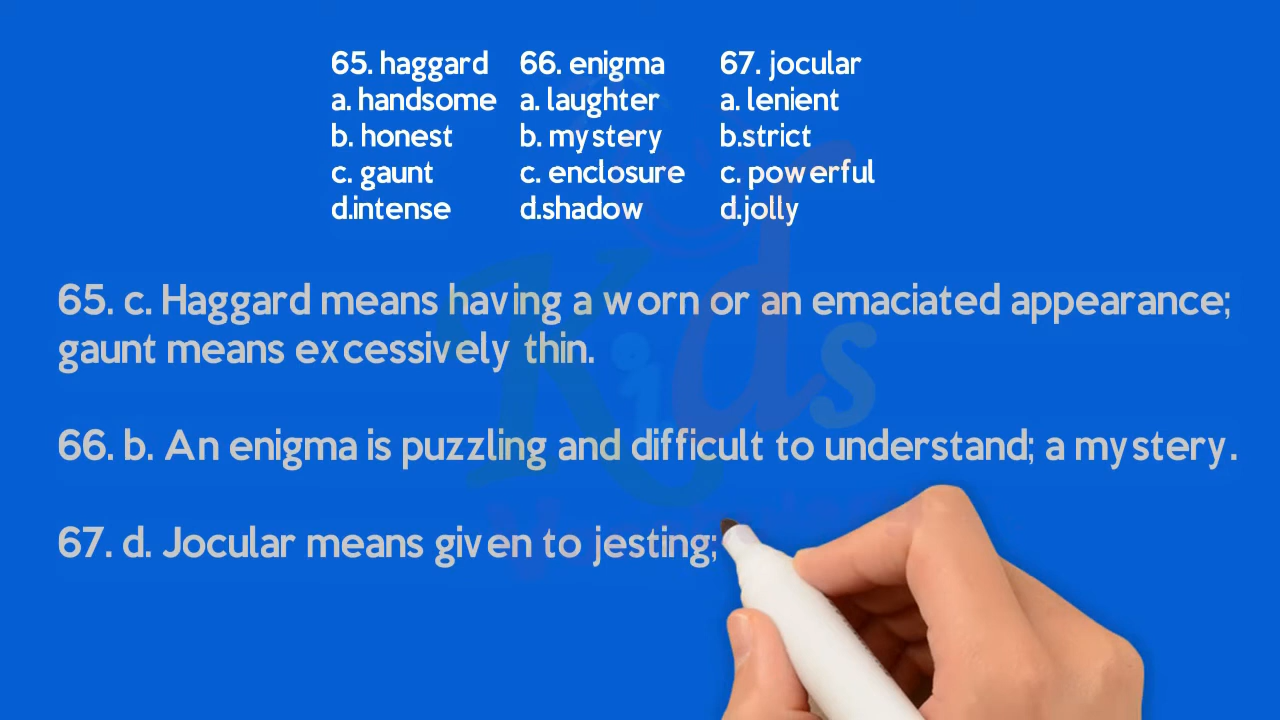 65. haggard 66. enigma 67. jocular
a. handsome a. laughter a. lenient
b. honest b. mystery b.strict
c. gaunt c. enclosure c. powerful
d.intense d.shadow d.jolly
65. c. Haggard means having a worn or an emaciated appearance;
gaunt means excessively thin.
66. b. An enigma is puzzling and difficult to understand; a mystery.
67. d. Jocular means given to jesting;
Kids